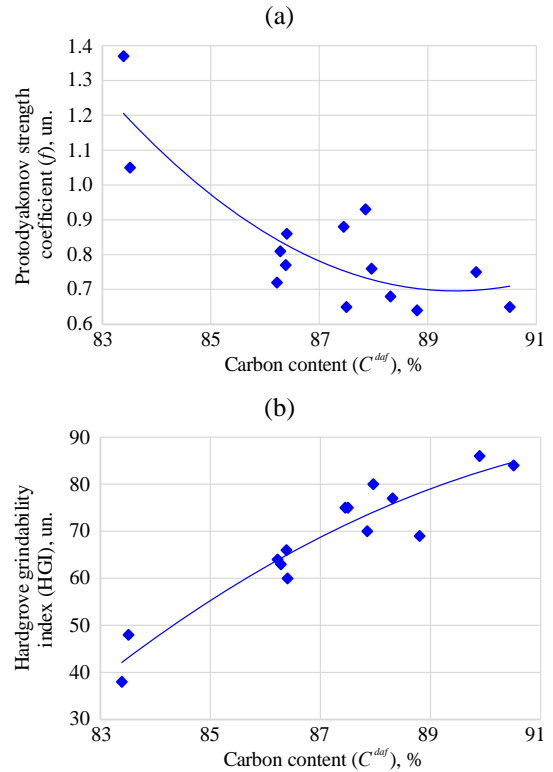 (a)
Protodyakonov strength
coefficient (f), un.
1.4
1.3
1.2
1.1
1.0
0.9
0.8
0.7
0.6
83 85 87 89 91
Carbon content (C^daf), %
(b)
Hardgrove grindability
index (HGI), un.
90
80
70
60
50
40
30
83 85 87 89 91
Carbon content (C^daf), %